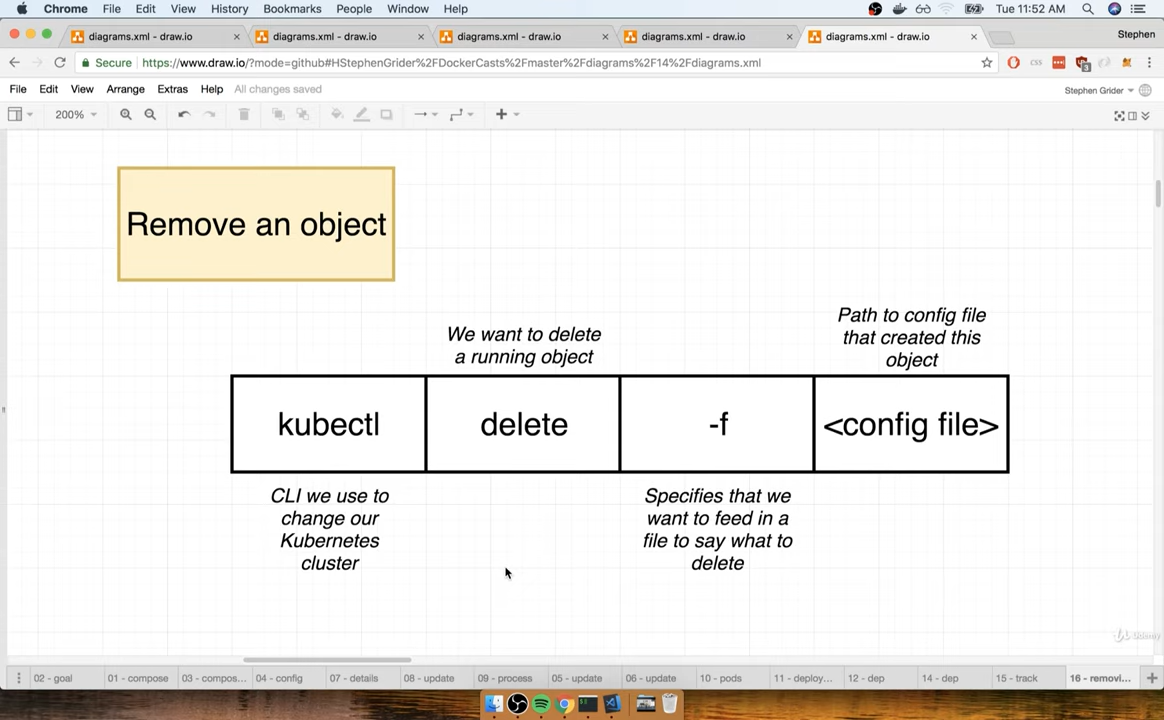 Chrome File Edit View History Bookmarks People Window Help Tue 11:52 AM
diagrams.xml - draw.io × diagrams.xml - draw.io × diagrams.xml - draw.io × diagrams.xml - draw.io × diagrams.xml - draw.io × Stephen
Secure https://www.draw.io/?mode=github#HStephenGrider%2FDockerCasts%2Fmaster%2Fdiagrams%2F14%2Fdiagrams.xml
File Edit View Arrange Extras Help All changes saved Stephen Grider
200%
Remove an object
We want to delete
a running object
Path to config file
that created this
object
kubectl delete -f <config file>
CLI we use to
change our
Kubernetes
cluster
Specifies that we
want to feed in a
file to say what to
delete
Udemy
02 - goal 01 - compose 03 - compos... 04 - config 07 - details 08 - update 09 - process 05 - update 06 - update 10 - pods 11 - deploy... 12 - dep 14 - dep 15 - track 16 - removi...